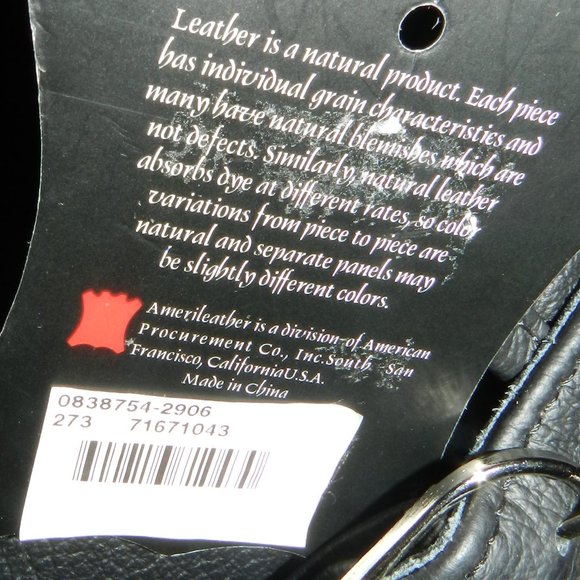 Leather is a natural product. Each piece
has individual grain characteristics and
many have natural blemishes which are
not defects. Similarly, natural leather
absorbs dye at different rates, so color
variations from piece to piece are
natural and separate panels may
be slightly different colors.
Amerileather is a division of American
Procurement Co., Inc. South San
Francisco, California U.S.A.
Made in China
0838754-2906
273 71671043